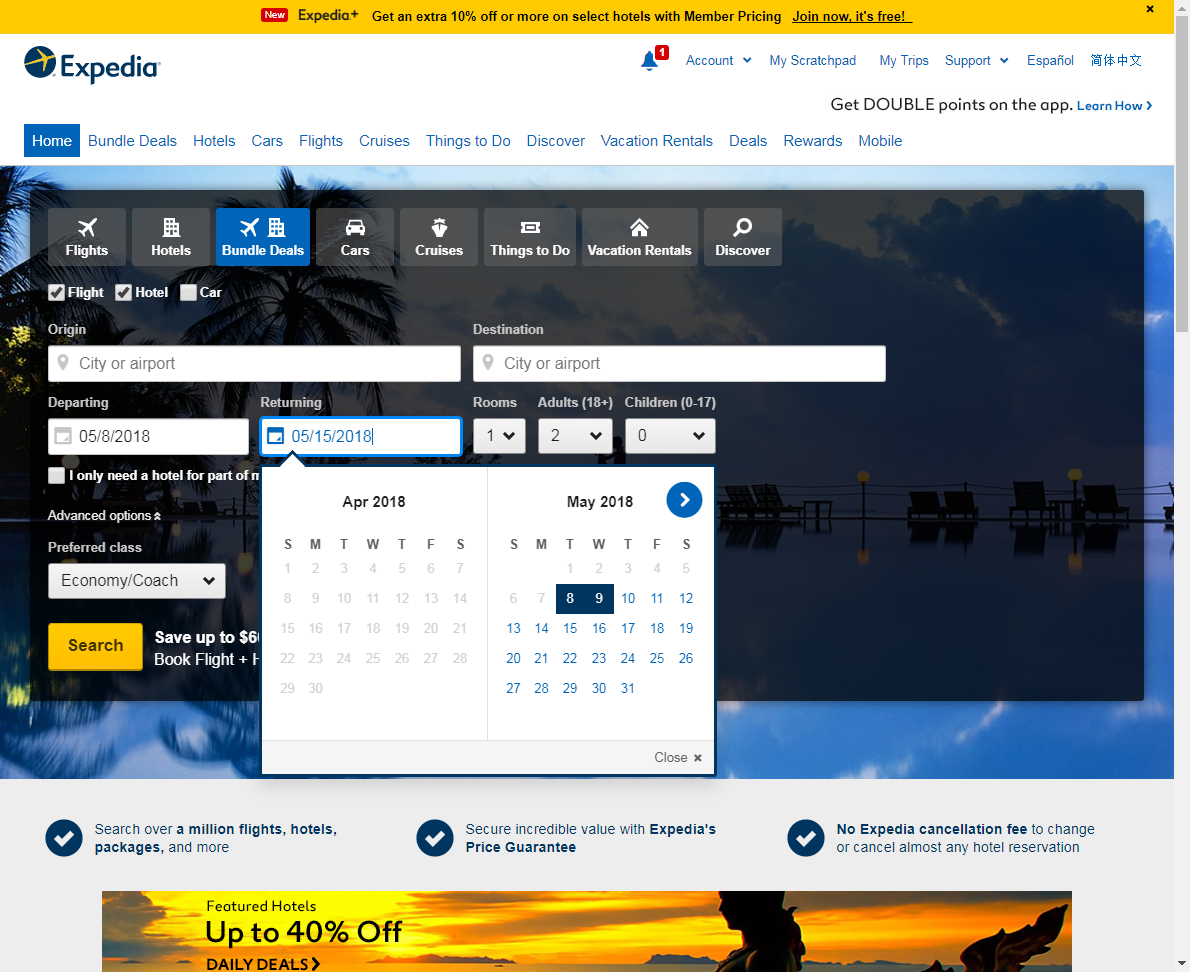 New Expedia+ Get an extra 10% off or more on select hotels with Member Pricing Join now, it's free! ×
Expedia
1 Account My Scratchpad My Trips Support Español 简体中文
Get DOUBLE points on the app. Learn How
Home Bundle Deals Hotels Cars Flights Cruises Things to Do Discover Vacation Rentals Deals Rewards Mobile
Flights Hotels Bundle Deals Cars Cruises Things to Do Vacation Rentals Discover
Flight Hotel Car
Origin Destination
City or airport City or airport
Departing Returning Rooms Adults (18+) Children (0-17)
05/8/2018 05/15/2018 1 2 0
I only need a hotel for part of m
Advanced options
Preferred class
Economy/Coach
Search Save up to $60
Book Flight + H
Apr 2018
S M T W T F S
1 2 3 4 5 6 7
8 9 10 11 12 13 14
15 16 17 18 19 20 21
22 23 24 25 26 27 28
29 30
May 2018
S M T W T F S
1 2 3 4 5
6 7 8 9 10 11 12
13 14 15 16 17 18 19
20 21 22 23 24 25 26
27 28 29 30 31
Close ×
Search over a million flights, hotels,
packages, and more
Secure incredible value with Expedia's
Price Guarantee
No Expedia cancellation fee to change
or cancel almost any hotel reservation
Featured Hotels
Up to 40% Off
DAILY DEALS